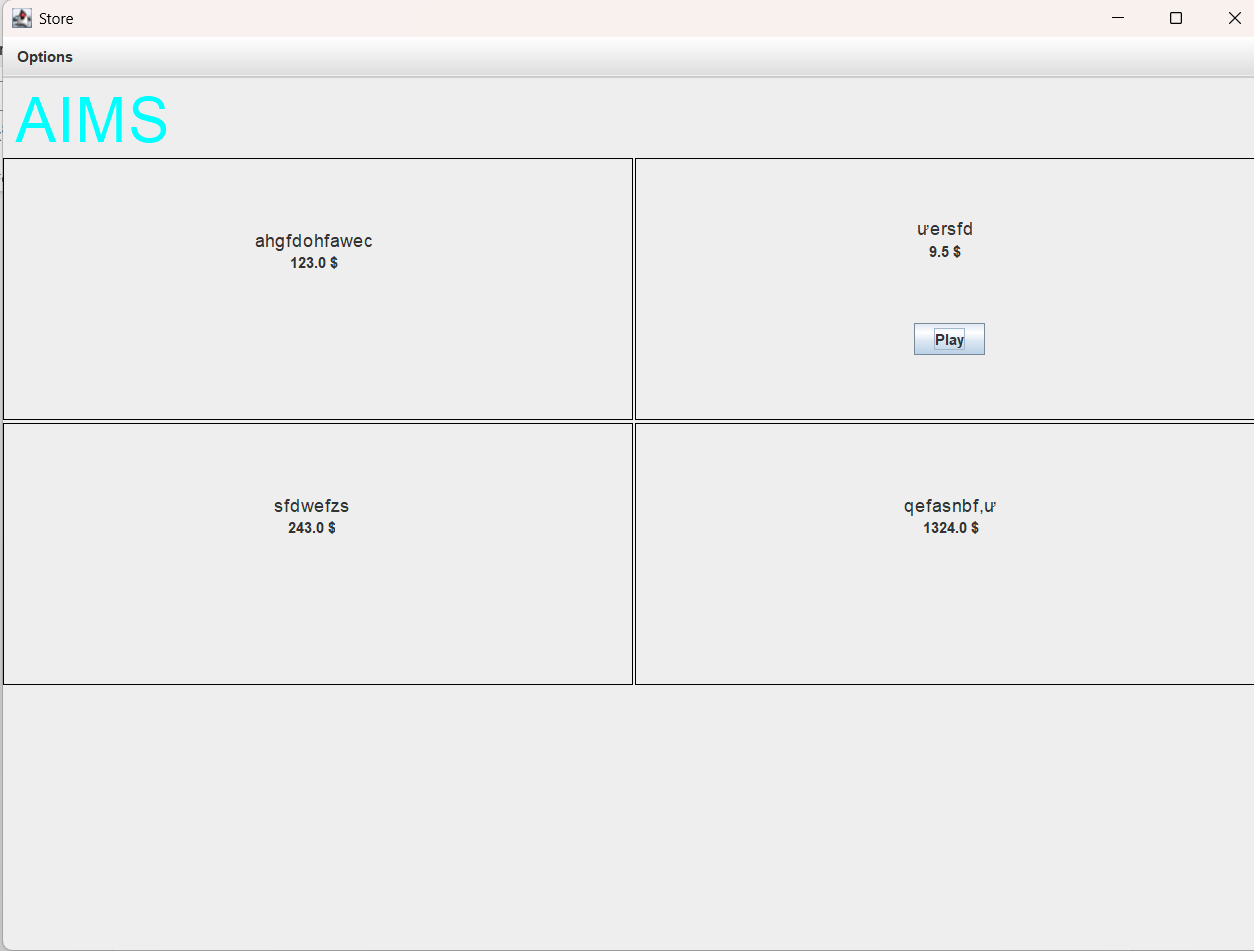 Store
Options
AIMS
ahgfdohfawec
123.0 $
ưersfd
9.5 $
Play
sfdwefzs
243.0 $
qefasnbf,ư
1324.0 $